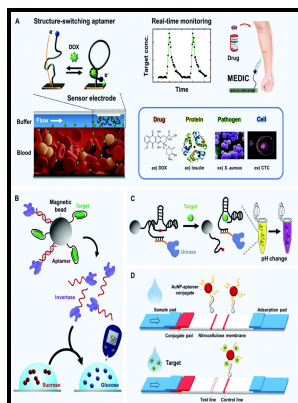 A
Structure-switching aptamer
Real-time monitoring
e⁻
e⁻
DOX
Sensor electrode
Target conc.
Time
Drug
MEDIC
Buffer
Flow
Blood
Drug
Protein
Pathogen
Cell
ex) DOX
ex) Insulin
ex) S. aureus
ex) CTC
B
Magnetic bead
Target
Aptamer
Invertase
Sucrose
Glucose
C
Target
Urease
pH change
D
AuNP-aptamer conjugate
Sample pad
Adsorption pad
Conjugate pad
Nitrocellulose membrane
Target
Test line
Control line